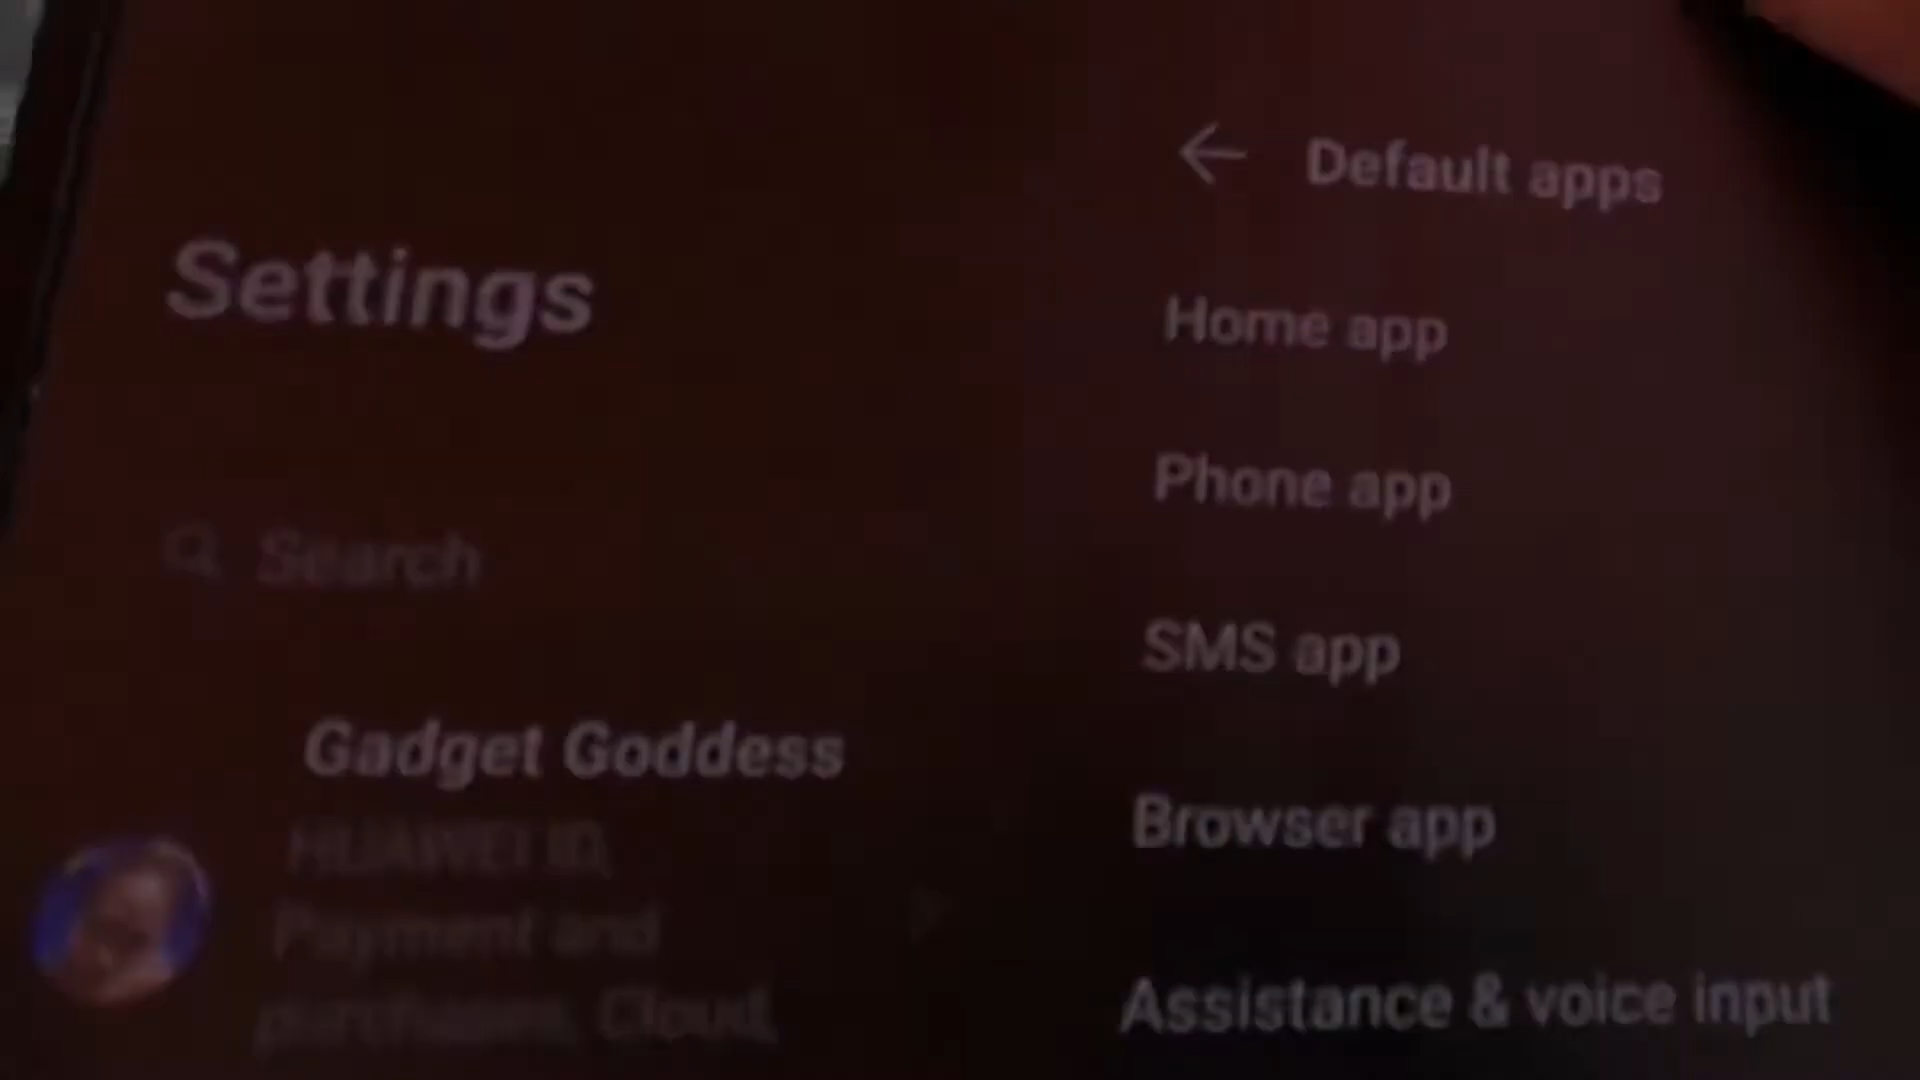 Settings
Search
Gadget Goddess
HUAWEI ID,
Payment and
purchases, Cloud,
Default apps
Home app
Phone app
SMS app
Browser app
Assistance & voice input